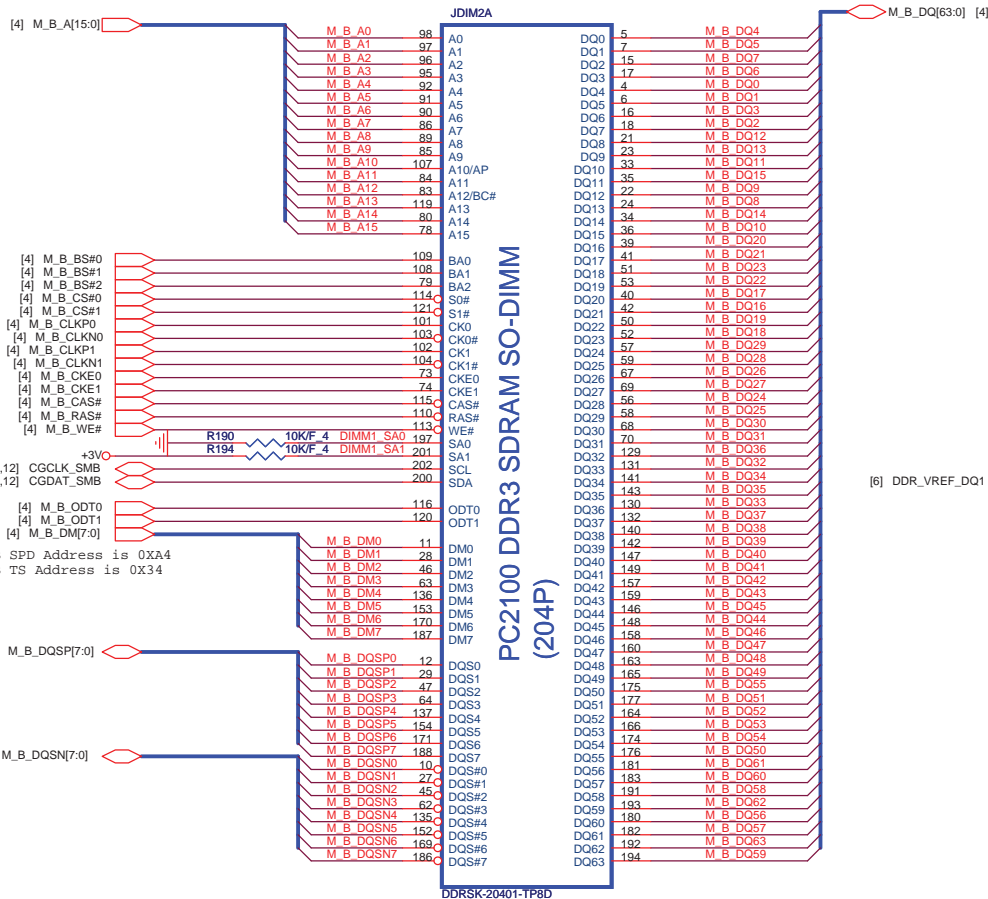 JDIM2A
[4] M_B_A[15:0]
M_B_A0 98 A0
M_B_A1 97 A1
M_B_A2 96 A2
M_B_A3 95 A3
M_B_A4 92 A4
M_B_A5 91 A5
M_B_A6 90 A6
M_B_A7 86 A7
M_B_A8 89 A8
M_B_A9 85 A9
M_B_A10 107 A10/AP
M_B_A11 84 A11
M_B_A12 83 A12/BC#
M_B_A13 119 A13
M_B_A14 80 A14
M_B_A15 78 A15
[4] M_B_BS#0 109 BA0
[4] M_B_BS#1 108 BA1
[4] M_B_BS#2 79 BA2
[4] M_B_CS#0 114 S0#
[4] M_B_CS#1 121 S1#
[4] M_B_CLKP0 101 CK0
[4] M_B_CLKN0 103 CK0#
[4] M_B_CLKP1 102 CK1
[4] M_B_CLKN1 104 CK1#
[4] M_B_CKE0 73 CKE0
[4] M_B_CKE1 74 CKE1
[4] M_B_CAS# 115 CAS#
[4] M_B_RAS# 110 RAS#
[4] M_B_WE# 113 WE#
R190 10K/F_4 DIMM1_SA0 197 SA0
+3V R194 10K/F_4 DIMM1_SA1 201 SA1
,12] CGCLK_SMB 202 SCL
,12] CGDAT_SMB 200 SDA
[4] M_B_ODT0 116 ODT0
[4] M_B_ODT1 120 ODT1
[4] M_B_DM[7:0]
SPD Address is 0XA4
TS Address is 0X34
M_B_DM0 11 DM0
M_B_DM1 28 DM1
M_B_DM2 46 DM2
M_B_DM3 63 DM3
M_B_DM4 136 DM4
M_B_DM5 153 DM5
M_B_DM6 170 DM6
M_B_DM7 187 DM7
M_B_DQSP[7:0]
M_B_DQSP0 12 DQS0
M_B_DQSP1 29 DQS1
M_B_DQSP2 47 DQS2
M_B_DQSP3 64 DQS3
M_B_DQSP4 137 DQS4
M_B_DQSP5 154 DQS5
M_B_DQSP6 171 DQS6
M_B_DQSP7 188 DQS7
M_B_DQSN[7:0]
M_B_DQSN0 10 DQS#0
M_B_DQSN1 27 DQS#1
M_B_DQSN2 45 DQS#2
M_B_DQSN3 62 DQS#3
M_B_DQSN4 135 DQS#4
M_B_DQSN5 152 DQS#5
M_B_DQSN6 169 DQS#6
M_B_DQSN7 186 DQS#7
PC2100 DDR3 SDRAM SO-DIMM
(204P)
M_B_DQ[63:0] [4]
DQ0 5 M_B_DQ4
DQ1 7 M_B_DQ5
DQ2 15 M_B_DQ7
DQ3 17 M_B_DQ6
DQ4 4 M_B_DQ0
DQ5 6 M_B_DQ1
DQ6 16 M_B_DQ3
DQ7 18 M_B_DQ2
DQ8 21 M_B_DQ12
DQ9 23 M_B_DQ13
DQ10 33 M_B_DQ11
DQ11 35 M_B_DQ15
DQ12 22 M_B_DQ9
DQ13 24 M_B_DQ8
DQ14 34 M_B_DQ14
DQ15 36 M_B_DQ10
DQ16 39 M_B_DQ20
DQ17 41 M_B_DQ21
DQ18 51 M_B_DQ23
DQ19 53 M_B_DQ22
DQ20 40 M_B_DQ17
DQ21 42 M_B_DQ16
DQ22 50 M_B_DQ19
DQ23 52 M_B_DQ18
DQ24 57 M_B_DQ29
DQ25 59 M_B_DQ28
DQ26 67 M_B_DQ26
DQ27 69 M_B_DQ27
DQ28 56 M_B_DQ24
DQ29 58 M_B_DQ25
DQ30 68 M_B_DQ30
DQ31 70 M_B_DQ31
DQ32 129 M_B_DQ36
DQ33 131 M_B_DQ32
DQ34 141 M_B_DQ34
DQ35 143 M_B_DQ35
DQ36 130 M_B_DQ33
DQ37 132 M_B_DQ37
DQ38 140 M_B_DQ38
DQ39 142 M_B_DQ39
DQ40 147 M_B_DQ40
DQ41 149 M_B_DQ41
DQ42 157 M_B_DQ42
DQ43 159 M_B_DQ43
DQ44 146 M_B_DQ45
DQ45 148 M_B_DQ44
DQ46 158 M_B_DQ46
DQ47 160 M_B_DQ47
DQ48 163 M_B_DQ48
DQ49 165 M_B_DQ49
DQ50 175 M_B_DQ55
DQ51 177 M_B_DQ51
DQ52 164 M_B_DQ52
DQ53 166 M_B_DQ53
DQ54 174 M_B_DQ54
DQ55 176 M_B_DQ50
DQ56 181 M_B_DQ61
DQ57 183 M_B_DQ60
DQ58 191 M_B_DQ58
DQ59 193 M_B_DQ62
DQ60 180 M_B_DQ56
DQ61 182 M_B_DQ57
DQ62 192 M_B_DQ63
DQ63 194 M_B_DQ59
[6] DDR_VREF_DQ1
DDRSK-20401-TP8D